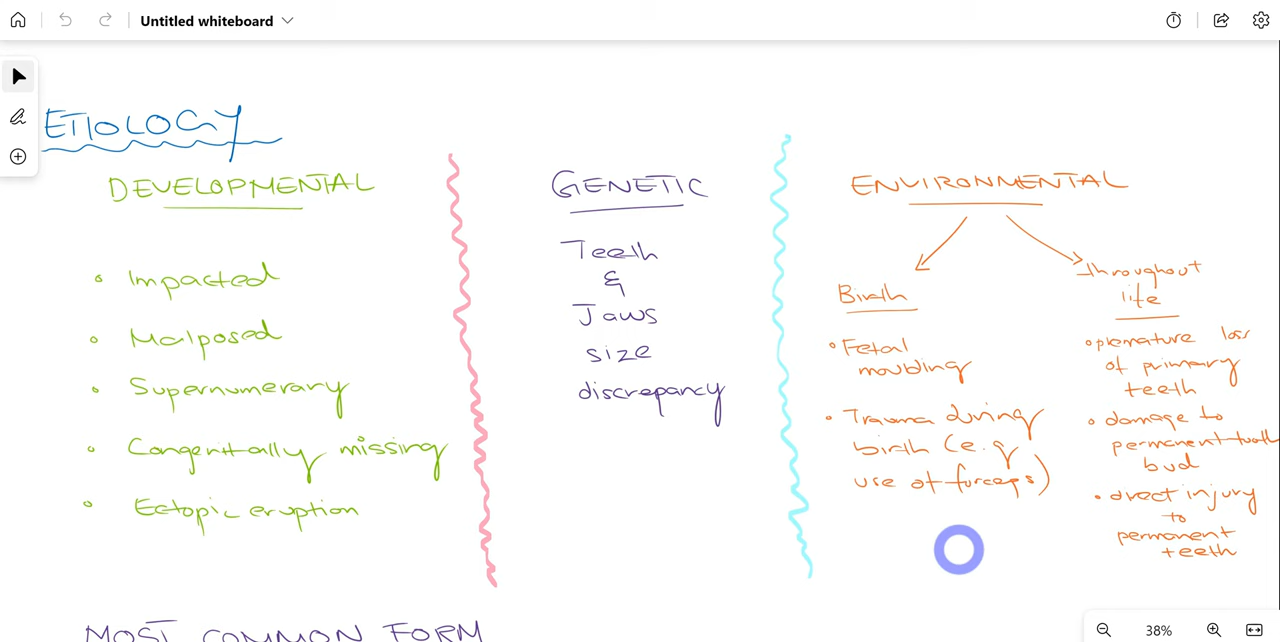 Untitled whiteboard
ETIOLOGY
DEVELOPMENTAL
• Impacted
• Malposed
• Supernumerary
• Congenitally missing
• Ectopic eruption
GENETIC
Teeth
&
Jaws
size
discrepancy
ENVIRONMENTAL
Birth
• Fetal
moulding
• Trauma during
birth (e.g
use of forceps)
throughout
life
• premature loss
of primary
teeth
• damage to
permanent tooth
bud
• direct injury
to
permanent
teeth
MOST COMMON FORM
38%